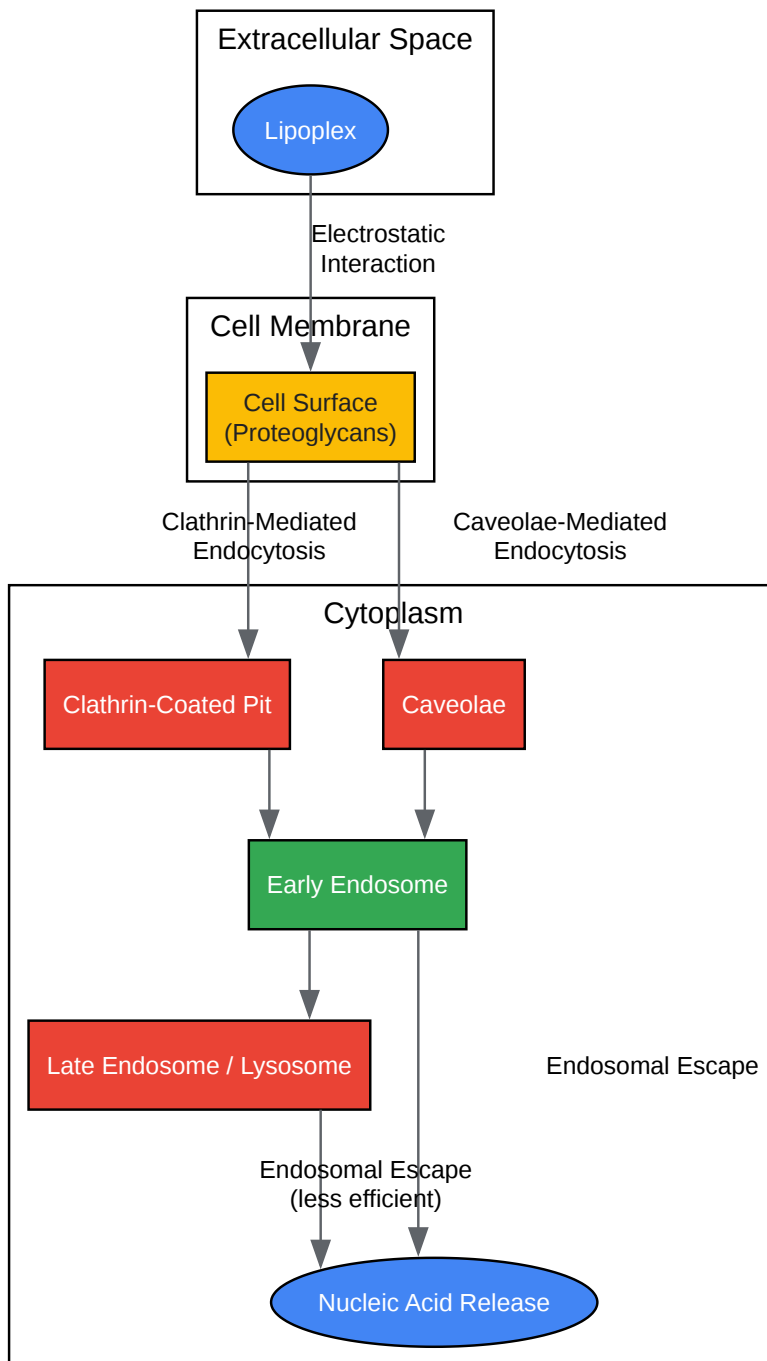 Extracellular Space
Lipoplex
Electrostatic
Interaction
Cell Membrane
Cell Surface
(Proteoglycans)
Clathrin-Mediated
Endocytosis
Caveolae-Mediated
Endocytosis
Cytoplasm
Clathrin-Coated Pit
Caveolae
Early Endosome
Late Endosome / Lysosome
Endosomal Escape
Endosomal Escape
(less efficient)
Nucleic Acid Release